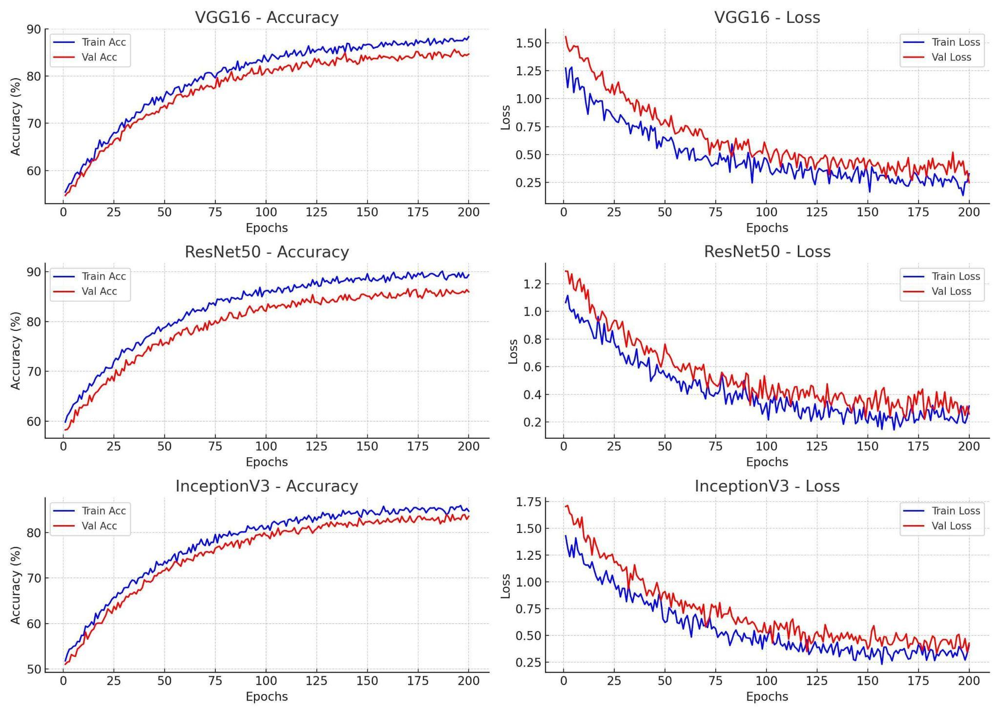 VGG16 - Accuracy
90
80
70
60
Accuracy (%)
Train Acc
Val Acc
0 25 50 75 100 125 150 175 200
Epochs
VGG16 - Loss
1.50
1.25
1.00
0.75
0.50
0.25
Loss
Train Loss
Val Loss
0 25 50 75 100 125 150 175 200
Epochs
ResNet50 - Accuracy
90
80
70
60
Accuracy (%)
Train Acc
Val Acc
0 25 50 75 100 125 150 175 200
Epochs
ResNet50 - Loss
1.2
1.0
0.8
0.6
0.4
0.2
Loss
Train Loss
Val Loss
0 25 50 75 100 125 150 175 200
Epochs
InceptionV3 - Accuracy
80
70
60
50
Accuracy (%)
Train Acc
Val Acc
0 25 50 75 100 125 150 175 200
Epochs
InceptionV3 - Loss
1.75
1.50
1.25
1.00
0.75
0.50
0.25
Loss
Train Loss
Val Loss
0 25 50 75 100 125 150 175 200
Epochs